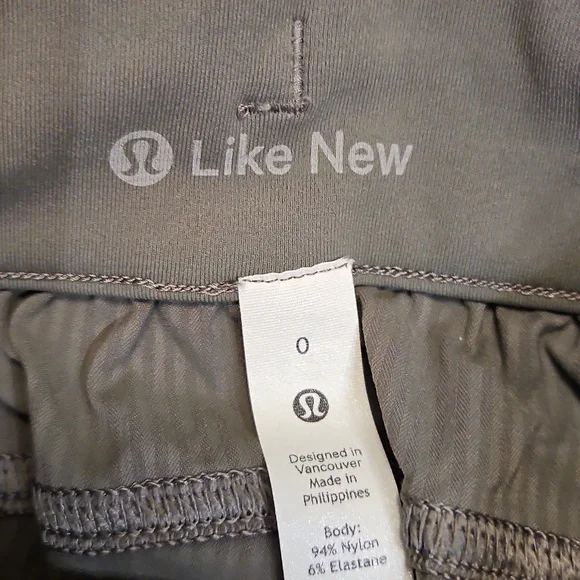 Like New
0
Designed in
Vancouver
Made in
Philippines
Body:
94% Nylon
6% Elastane